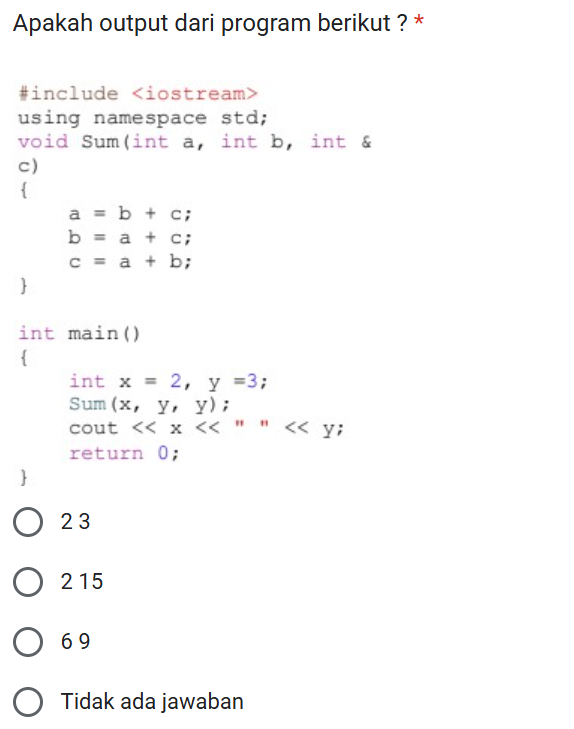 Apakah output dari program berikut ? *
#include <iostream>
using namespace std;
void Sum(int a, int b, int &
c)
{
a = b + c;
b = a + c;
c = a + b;
}
int main()
{
int x = 2, y =3;
Sum(x, y, y);
cout << x << " " << y;
return 0;
}
2 3
2 15
6 9
Tidak ada jawaban